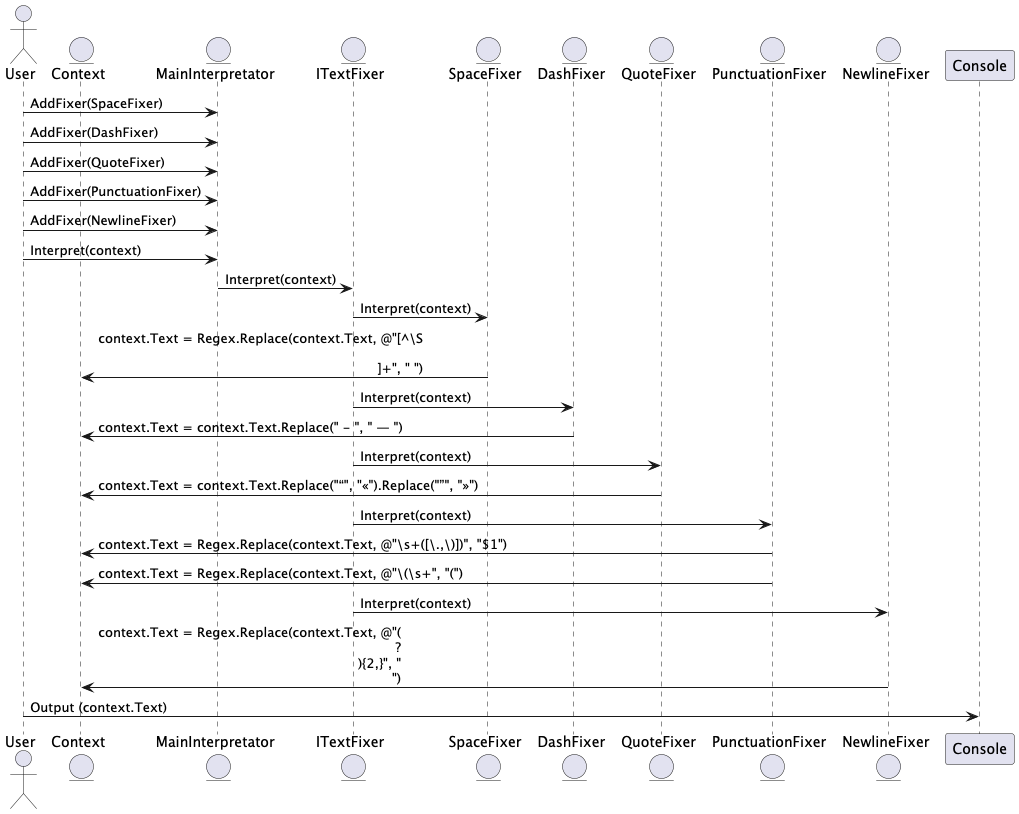 User Context MainInterpretator ITextFixer SpaceFixer DashFixer QuoteFixer PunctuationFixer NewlineFixer Console
AddFixer(SpaceFixer)
AddFixer(DashFixer)
AddFixer(QuoteFixer)
AddFixer(PunctuationFixer)
AddFixer(NewlineFixer)
Interpret(context)
Interpret(context)
Interpret(context)
context.Text = Regex.Replace(context.Text, @"[^\S
]+", " ")
Interpret(context)
context.Text = context.Text.Replace(" – ", " — ")
Interpret(context)
context.Text = context.Text.Replace("“", "«").Replace("”", "»")
Interpret(context)
context.Text = Regex.Replace(context.Text, @"\s+([\.,\)])", "$1")
context.Text = Regex.Replace(context.Text, @"\(\s+", "(")
Interpret(context)
context.Text = Regex.Replace(context.Text, @"(
?
){2,}", "
")
Output (context.Text)
User Context MainInterpretator ITextFixer SpaceFixer DashFixer QuoteFixer PunctuationFixer NewlineFixer Console